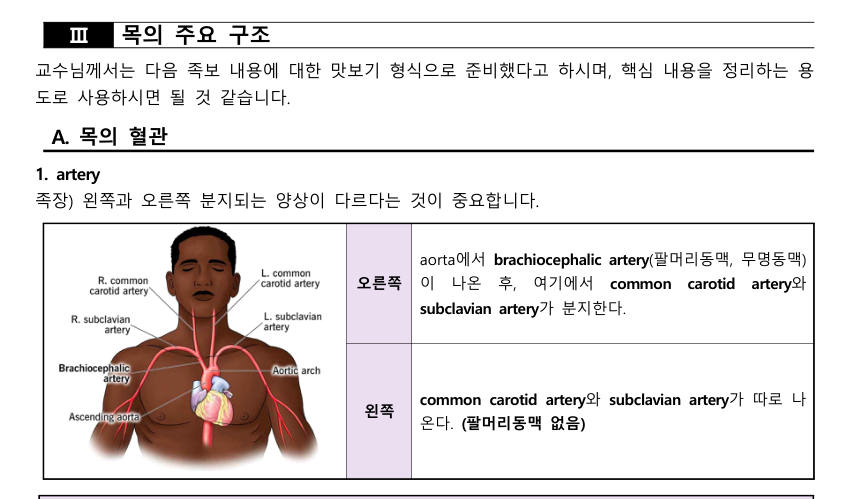 Ⅲ 목의 주요 구조
교수님께서는 다음 족보 내용에 대한 맛보기 형식으로 준비했다고 하시며, 핵심 내용을 정리하는 용
도로 사용하시면 될 것 같습니다.
A. 목의 혈관
1. artery
족장) 왼쪽과 오른쪽 분지되는 양상이 다르다는 것이 중요합니다.
R. common
carotid artery
L. common
carotid artery
R. subclavian
artery
L. subclavian
artery
Brachiocephalic
artery
Aortic arch
Ascending aorta
오른쪽
aorta에서 brachiocephalic artery(팔머리동맥, 무명동맥)
이 나온 후, 여기에서 common carotid artery와
subclavian artery가 분지한다.
왼쪽
common carotid artery와 subclavian artery가 따로 나
온다. (팔머리동맥 없음)